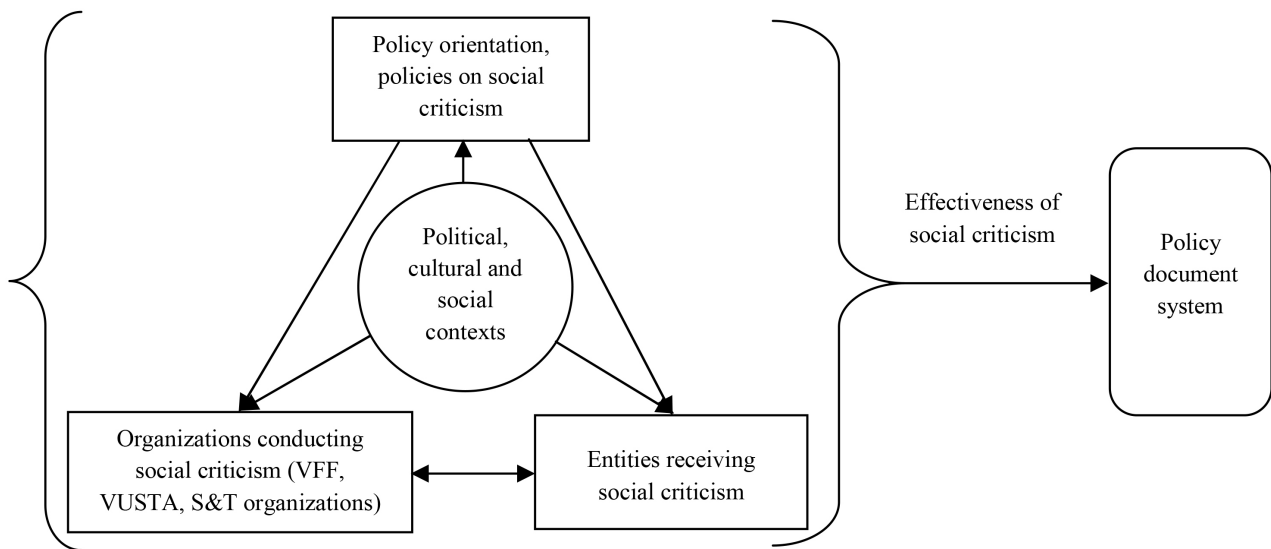 Policy orientation,
policies on social
criticism
Political,
cultural and
social
contexts
Organizations conducting
social criticism (VFF,
VUSTA, S&T organizations)
Entities receiving
social criticism
Effectiveness of
social criticism
Policy
document
system